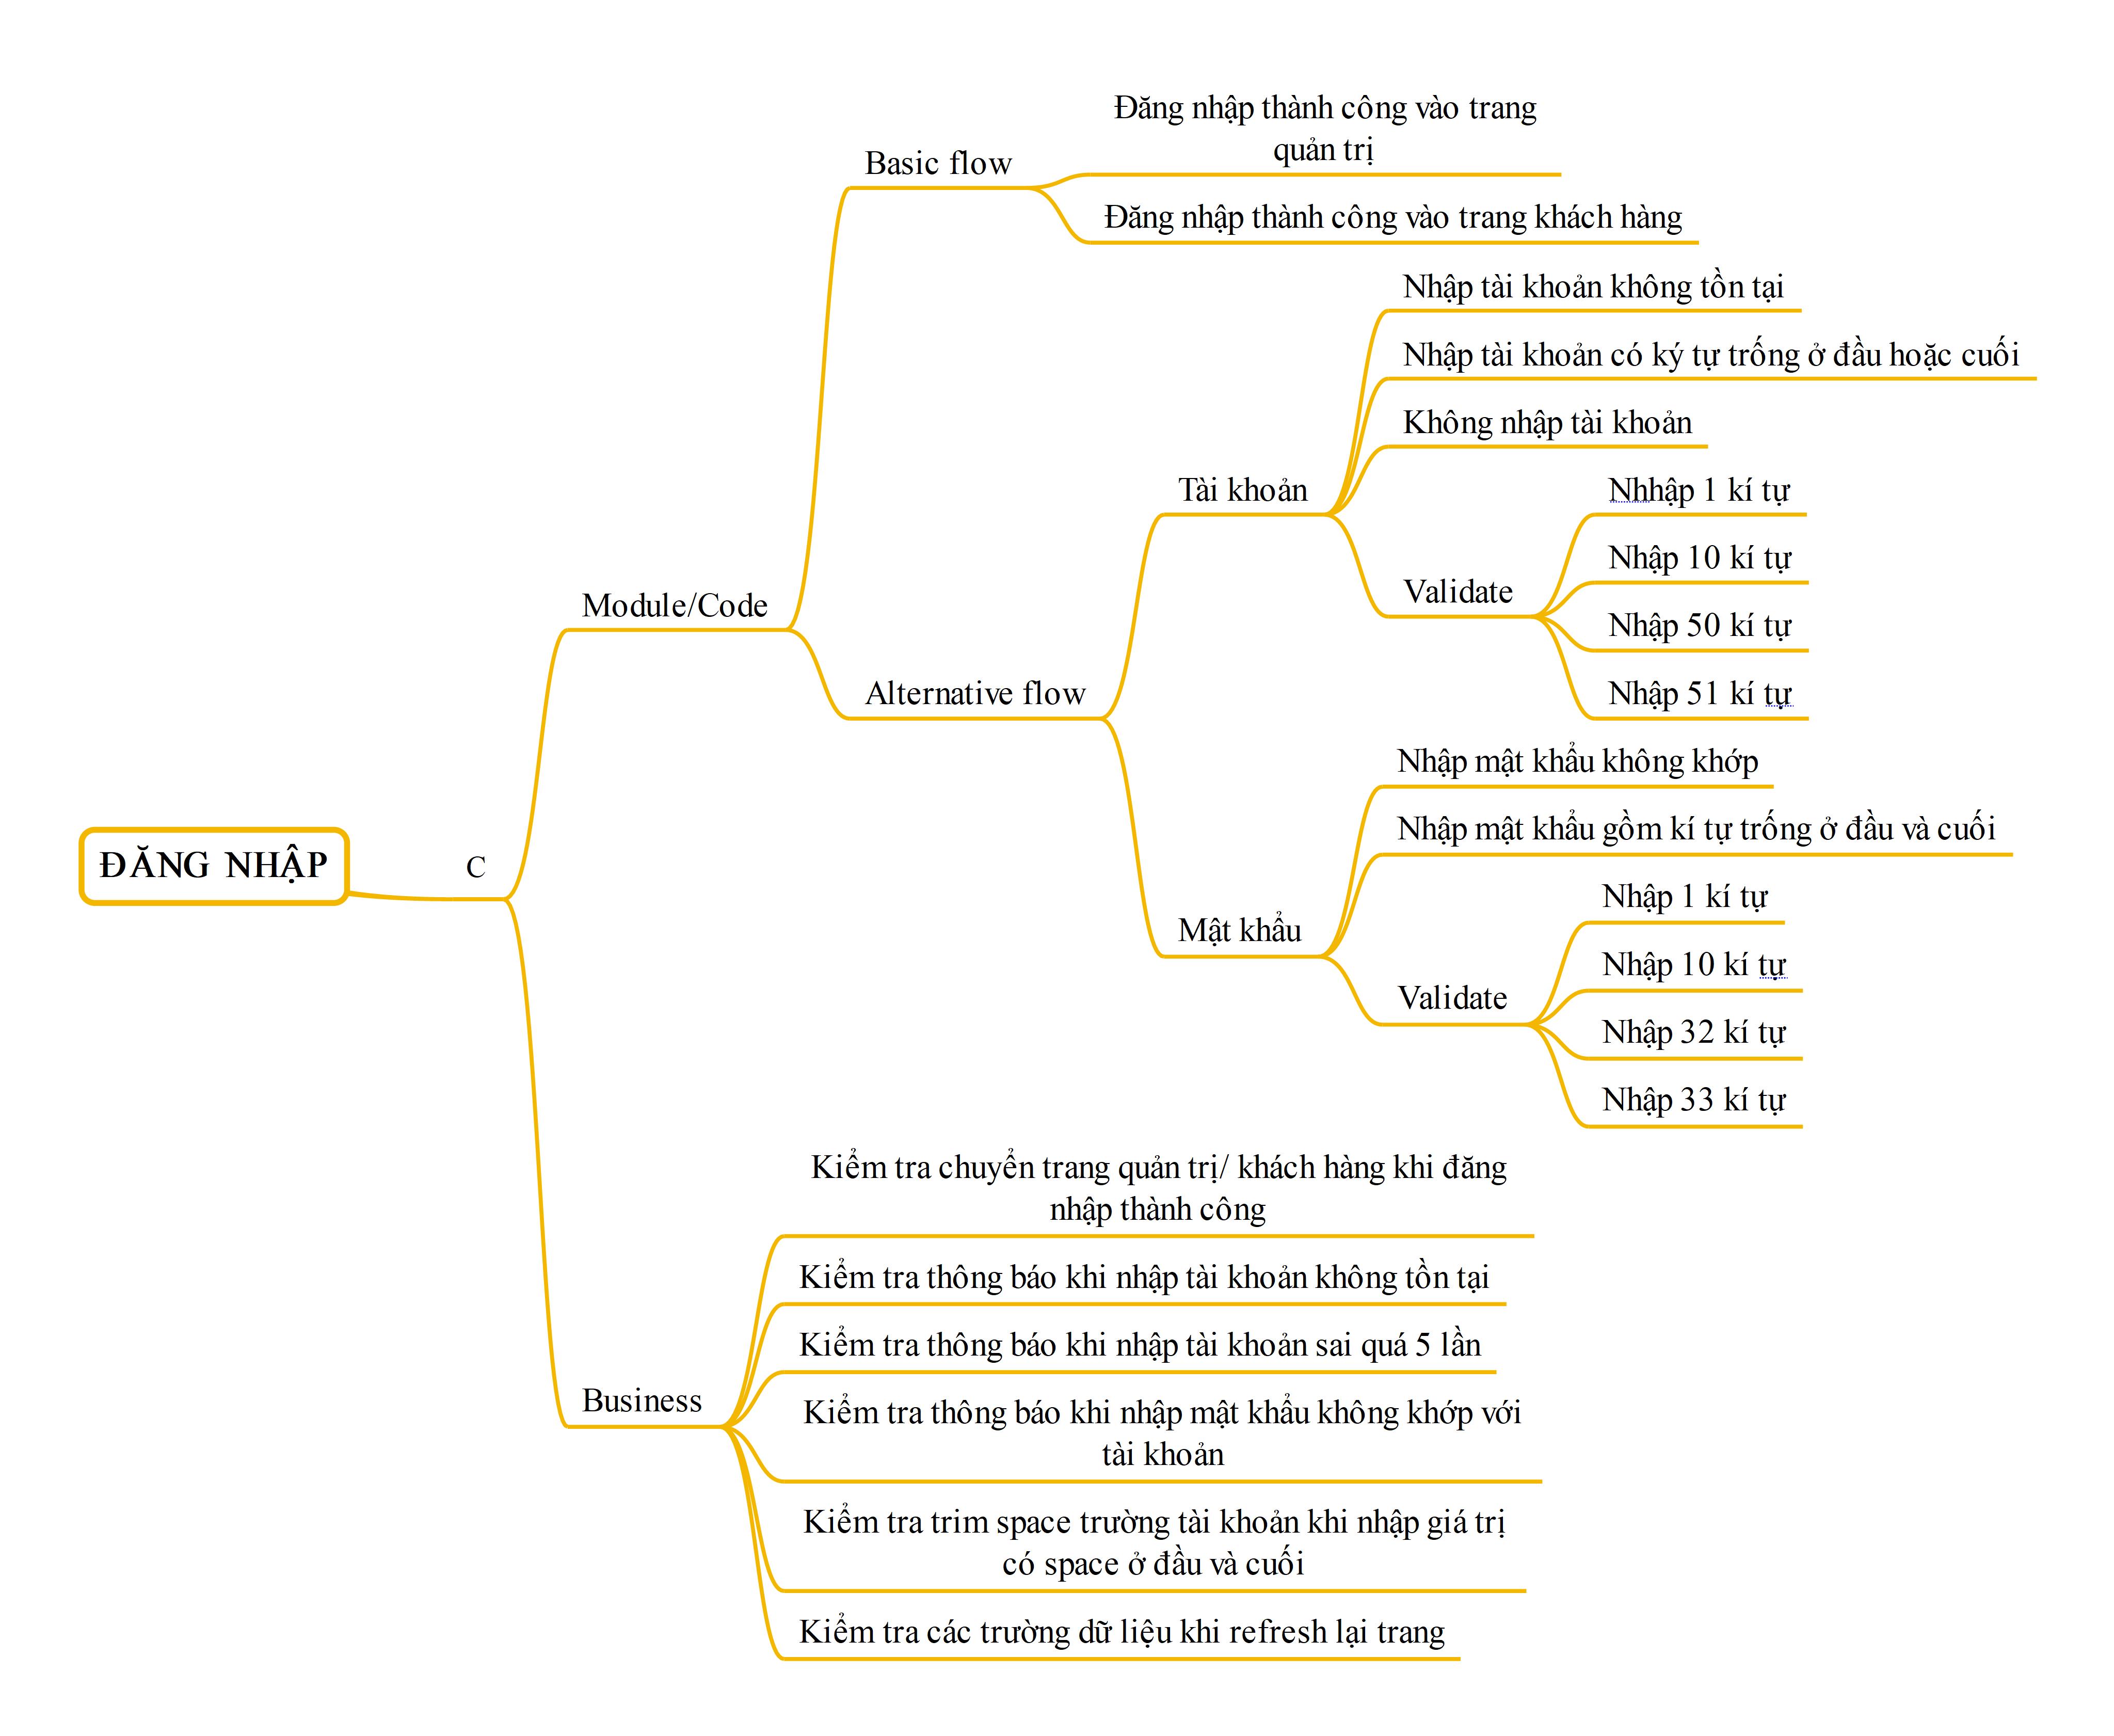 Đăng nhập thành công vào trang
quản trị
Basic flow
Đăng nhập thành công vào trang khách hàng
Nhập tài khoản không tồn tại
Nhập tài khoản có ký tự trống ở đầu hoặc cuối
Không nhập tài khoản
Tài khoản
Nhhập 1 kí tự
Nhập 10 kí tự
Validate
Module/Code
Nhập 50 kí tự
Alternative flow
Nhập 51 kí tự
Nhập mật khẩu không khớp
Nhập mật khẩu gồm kí tự trống ở đầu và cuối
ĐĂNG NHẬP
C
Nhập 1 kí tự
Mật khẩu
Nhập 10 kí tự
Validate
Nhập 32 kí tự
Nhập 33 kí tự
Kiểm tra chuyển trang quản trị/ khách hàng khi đăng
nhập thành công
Kiểm tra thông báo khi nhập tài khoản không tồn tại
Kiểm tra thông báo khi nhập tài khoản sai quá 5 lần
Business
Kiểm tra thông báo khi nhập mật khẩu không khớp với
tài khoản
Kiểm tra trim space trường tài khoản khi nhập giá trị
có space ở đầu và cuối
Kiểm tra các trường dữ liệu khi refresh lại trang